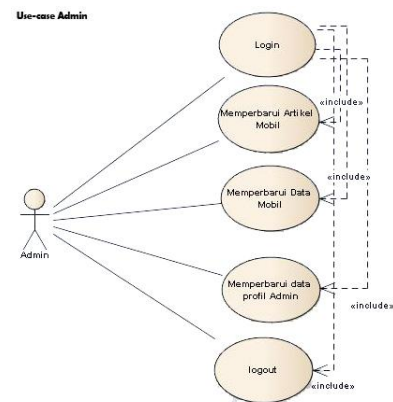 Use-case Admin
Login
«include»
Memperbarui Artikel
Mobil
«include»
Memperbarui Data
Mobil
Admin
Memperbarui data
profil Admin
«include»
logout
«include»